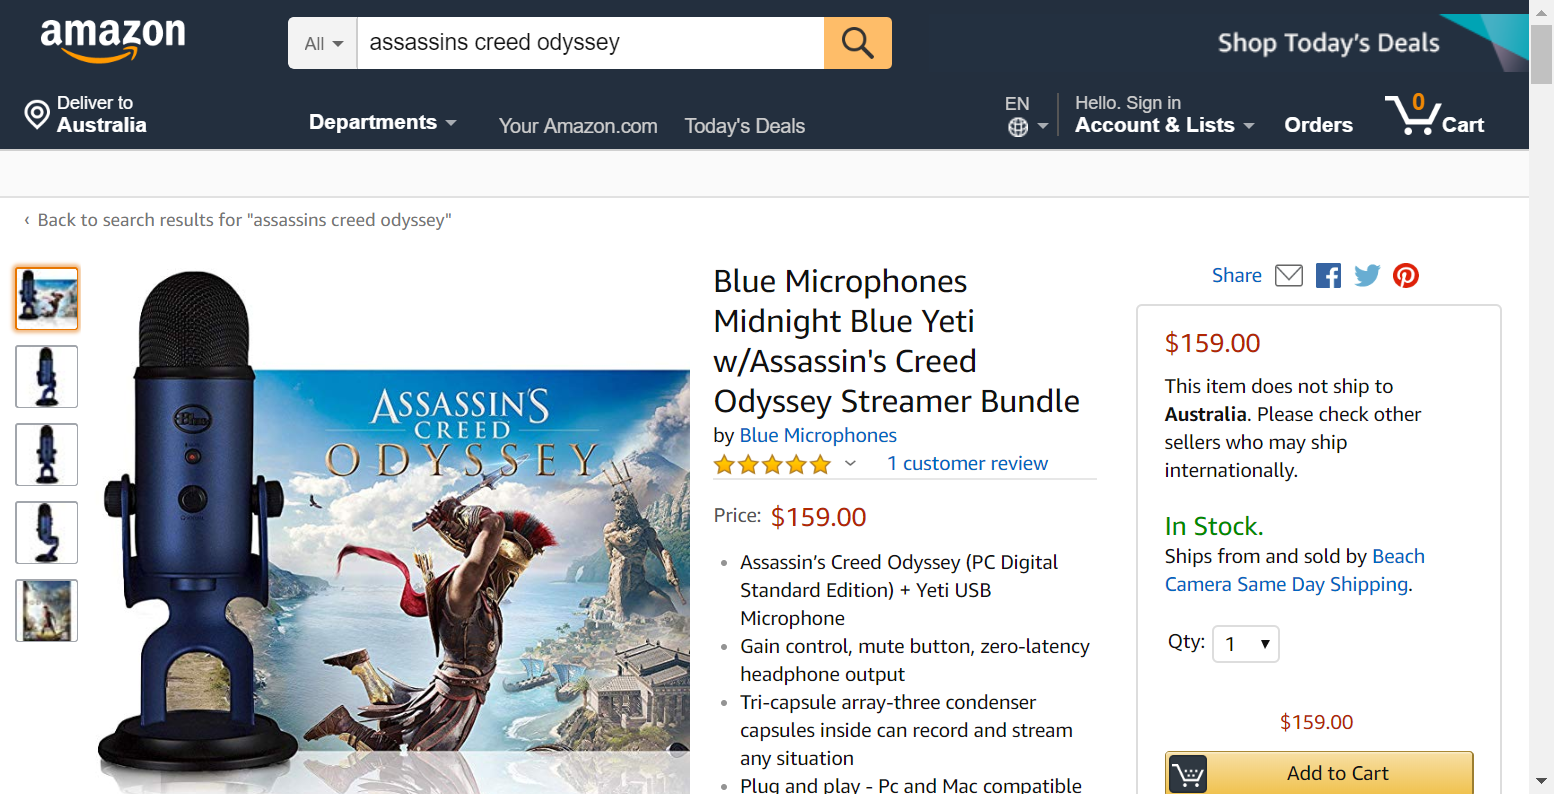 amazon
All
assassins creed odyssey
Shop Today's Deals
Deliver to
Australia
Departments
Your Amazon.com
Today's Deals
EN
Hello. Sign in
Account & Lists
Orders
0
Cart
‹ Back to search results for "assassins creed odyssey"
Blue
ASSASSIN'S
CREED
ODYSSEY
Blue Microphones
Midnight Blue Yeti
w/Assassin's Creed
Odyssey Streamer Bundle
by Blue Microphones
1 customer review
Price: $159.00
• Assassin’s Creed Odyssey (PC Digital
Standard Edition) + Yeti USB
Microphone
• Gain control, mute button, zero-latency
headphone output
• Tri-capsule array-three condenser
capsules inside can record and stream
any situation
• Plug and play - Pc and Mac compatible
Share
$159.00
This item does not ship to
Australia. Please check other
sellers who may ship
internationally.
In Stock.
Ships from and sold by Beach
Camera Same Day Shipping.
Qty: 1
$159.00
Add to Cart